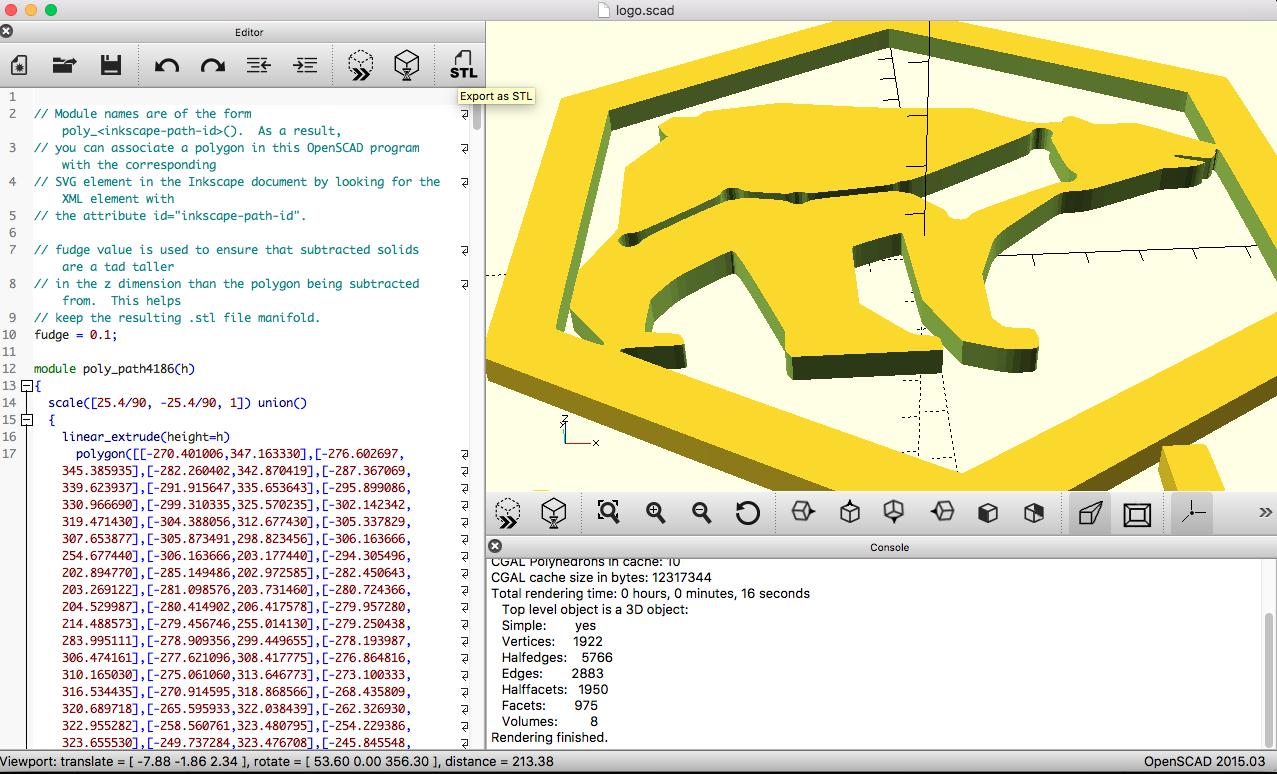 logo.scad
Editor
STL
Export as STL
1
2 // Module names are of the form
poly_<inkscape-path-id>(). As a result,
3 // you can associate a polygon in this OpenSCAD program
with the corresponding
4 // SVG element in the Inkscape document by looking for the
XML element with
5 // the attribute id="inkscape-path-id".
6
7 // fudge value is used to ensure that subtracted solids
are a tad taller
8 // in the z dimension than the polygon being subtracted
from. This helps
9 // keep the resulting .stl file manifold.
10 fudge = 0.1;
11
12 module poly_path4186(h)
13 {
14 scale([25.4/90, -25.4/90, 1]) union()
15 {
16 linear_extrude(height=h)
17 polygon([[-270.401006,347.163330],[-276.602697,
345.385935],[-282.260402,342.870419],[-287.367069,
339.623937],[-291.915647,335.653643],[-295.899086,
330.966690],[-299.310335,325.570235],[-302.142342,
319.471430],[-304.388056,312.677430],[-305.337829,
307.653877],[-305.873491,298.823456],[-306.163666,
254.677440],[-306.163666,203.177440],[-294.305496,
202.894770],[-285.149486,202.972585],[-282.450643,
203.269122],[-281.098576,203.731460],[-280.724366,
204.529987],[-280.414902,206.417578],[-279.957280,
214.488573],[-279.456746,255.014130],[-279.250438,
283.995111],[-278.909356,299.449655],[-278.193987,
306.474161],[-277.621096,308.417775],[-276.864816,
310.165030],[-275.061060,313.646773],[-273.100333,
316.534435],[-270.914595,318.868566],[-268.435809,
320.689718],[-265.595933,322.038439],[-262.326930,
322.955282],[-258.560761,323.480795],[-254.229386,
323.655530],[-249.737284,323.476708],[-245.845548,
Z
Y
x
Console
CGAL Polyhedrons in cache: 10
CGAL cache size in bytes: 12317344
Total rendering time: 0 hours, 0 minutes, 16 seconds
Top level object is a 3D object:
Simple: yes
Vertices: 1922
Halfedges: 5766
Edges: 2883
Halffacets: 1950
Facets: 975
Volumes: 8
Rendering finished.
Viewport: translate = [ -7.88 -1.86 2.34 ], rotate = [ 53.60 0.00 356.30 ], distance = 213.38
OpenSCAD 2015.03